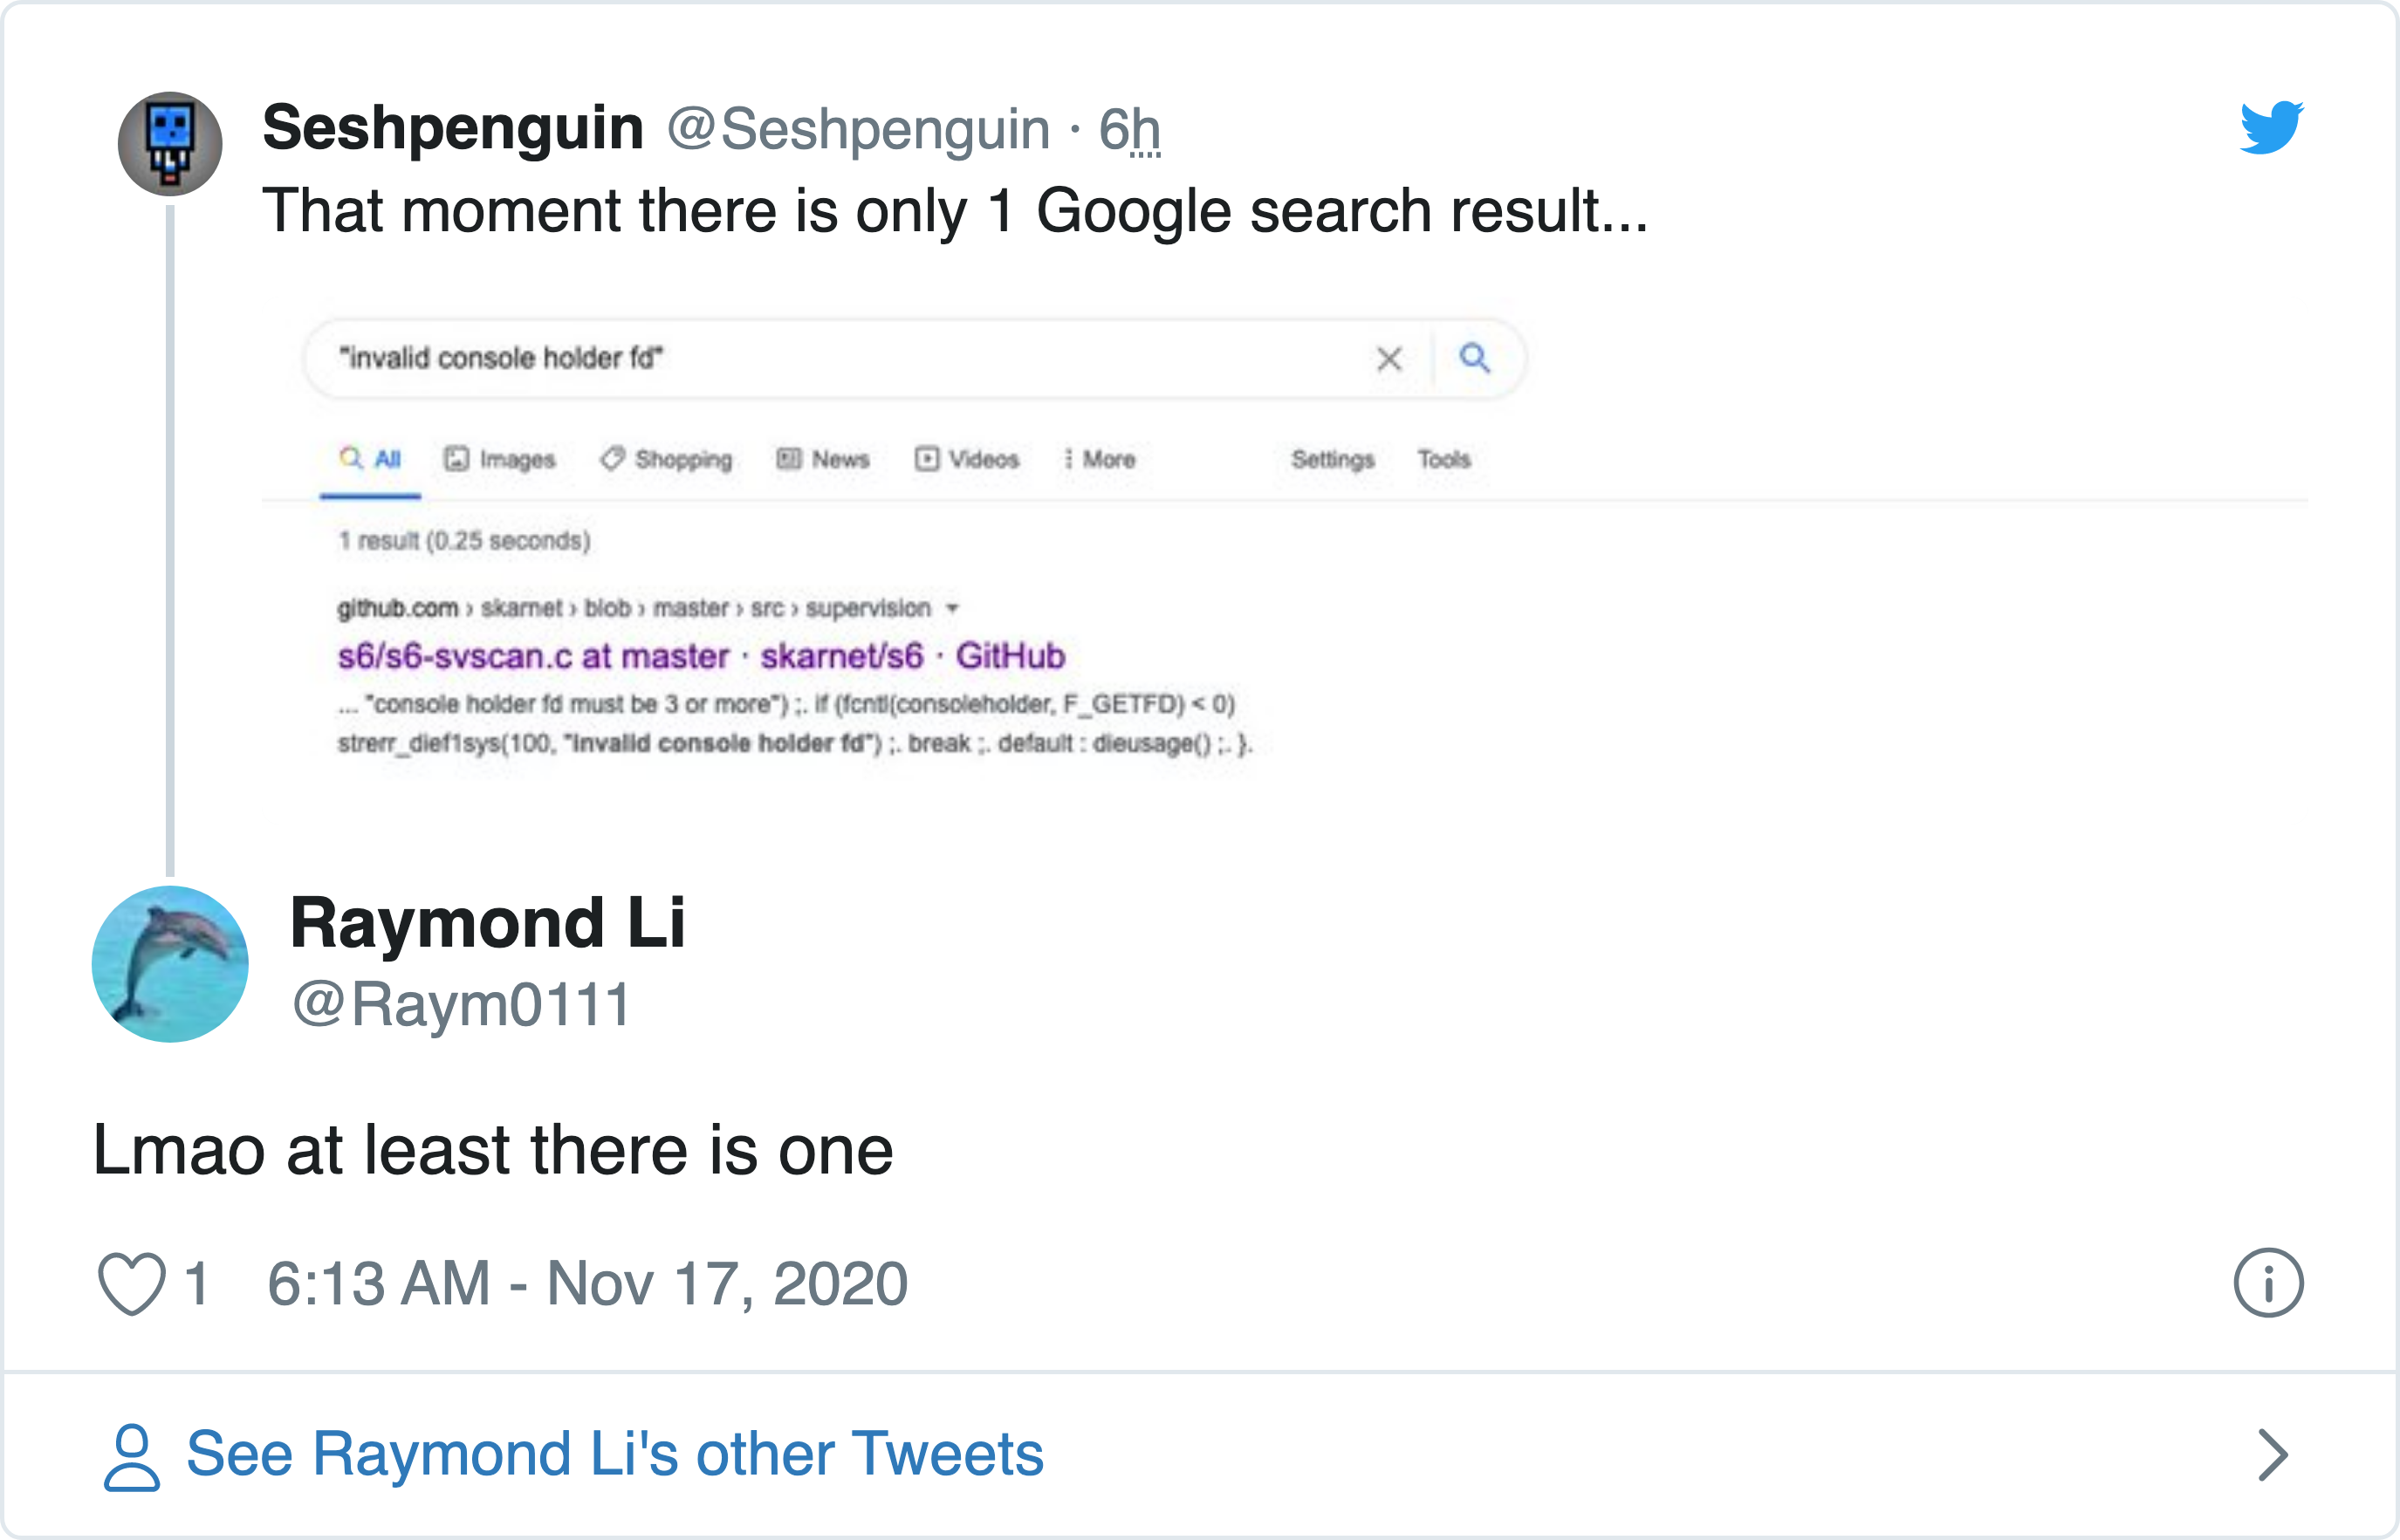 Seshpenguin @Seshpenguin · 6h
That moment there is only 1 Google search result...
"invalid console holder fd"
All Images Shopping News Videos More Settings Tools
1 result (0.25 seconds)
github.com › skarnet › blob › master › src › supervision
s6/s6-svscan.c at master · skarnet/s6 · GitHub
... "console holder fd must be 3 or more") ;. if (fcntl(consoleholder, F_GETFD) < 0)
strerr_dief1sys(100, "invalid console holder fd") ;. break ;. default : dieusage() ;. }.
Raymond Li
@Raym0111
Lmao at least there is one
1 6:13 AM - Nov 17, 2020
See Raymond Li's other Tweets